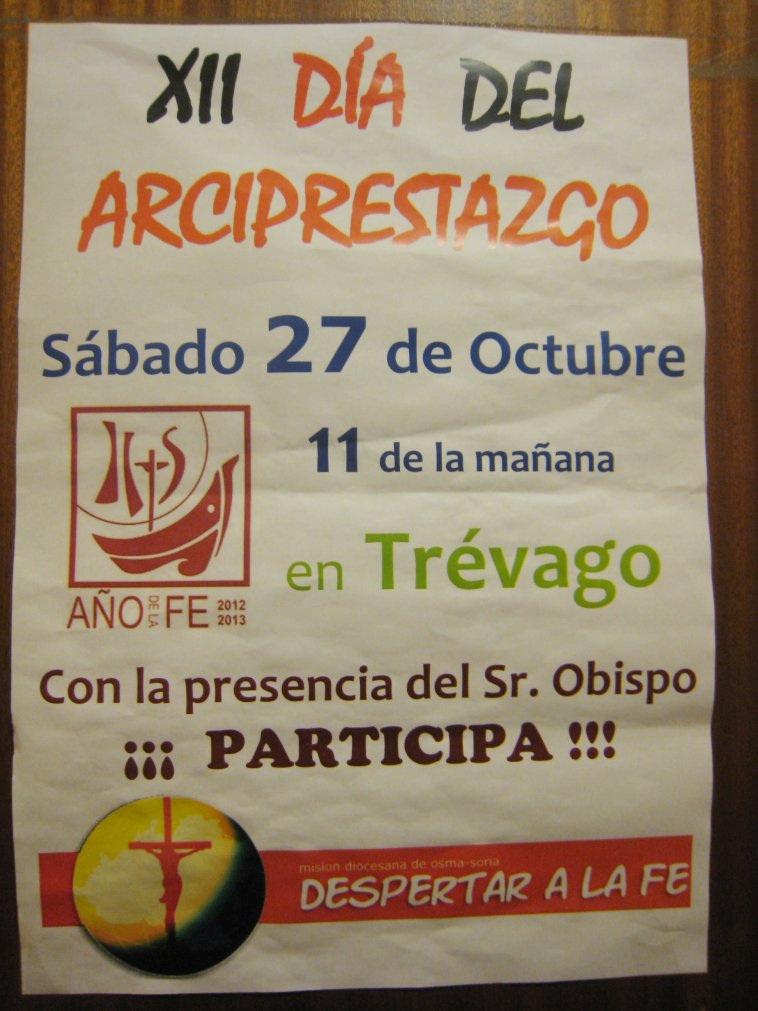 XII DÍA DEL
ARCIPRESTAZGO
Sábado 27 de Octubre
11 de la mañana
en Trévago
IHS
AÑO DE LA FE 2012 2013
Con la presencia del Sr. Obispo
¡¡¡ PARTICIPA !!!
mision diocesana de osma-soria
DESPERTAR A LA FE